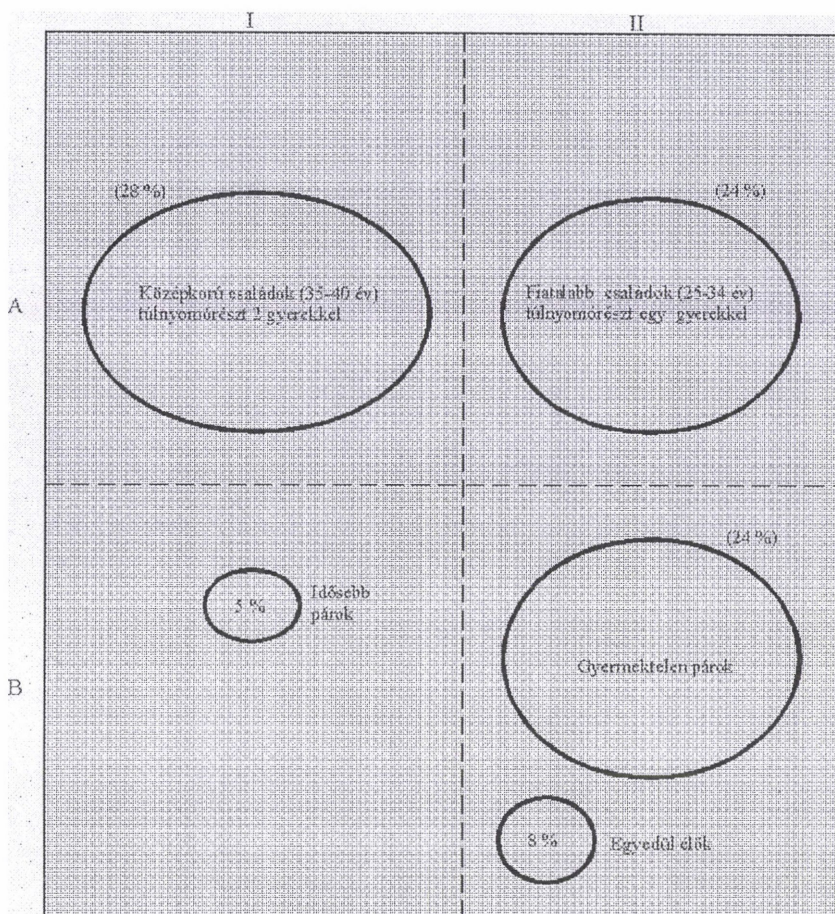 I
II
(28 %)
(24 %)
A
Középkorú családok (35-40 év)
túlnyomórészt 2 gyerekkel
Fiatalabb családok (25-34 év)
túlnyomórészt egy gyerekkel
(24 %)
5 %
Idősebb
párok
B
Gyermektelen párok
8 %
Egyedül élők